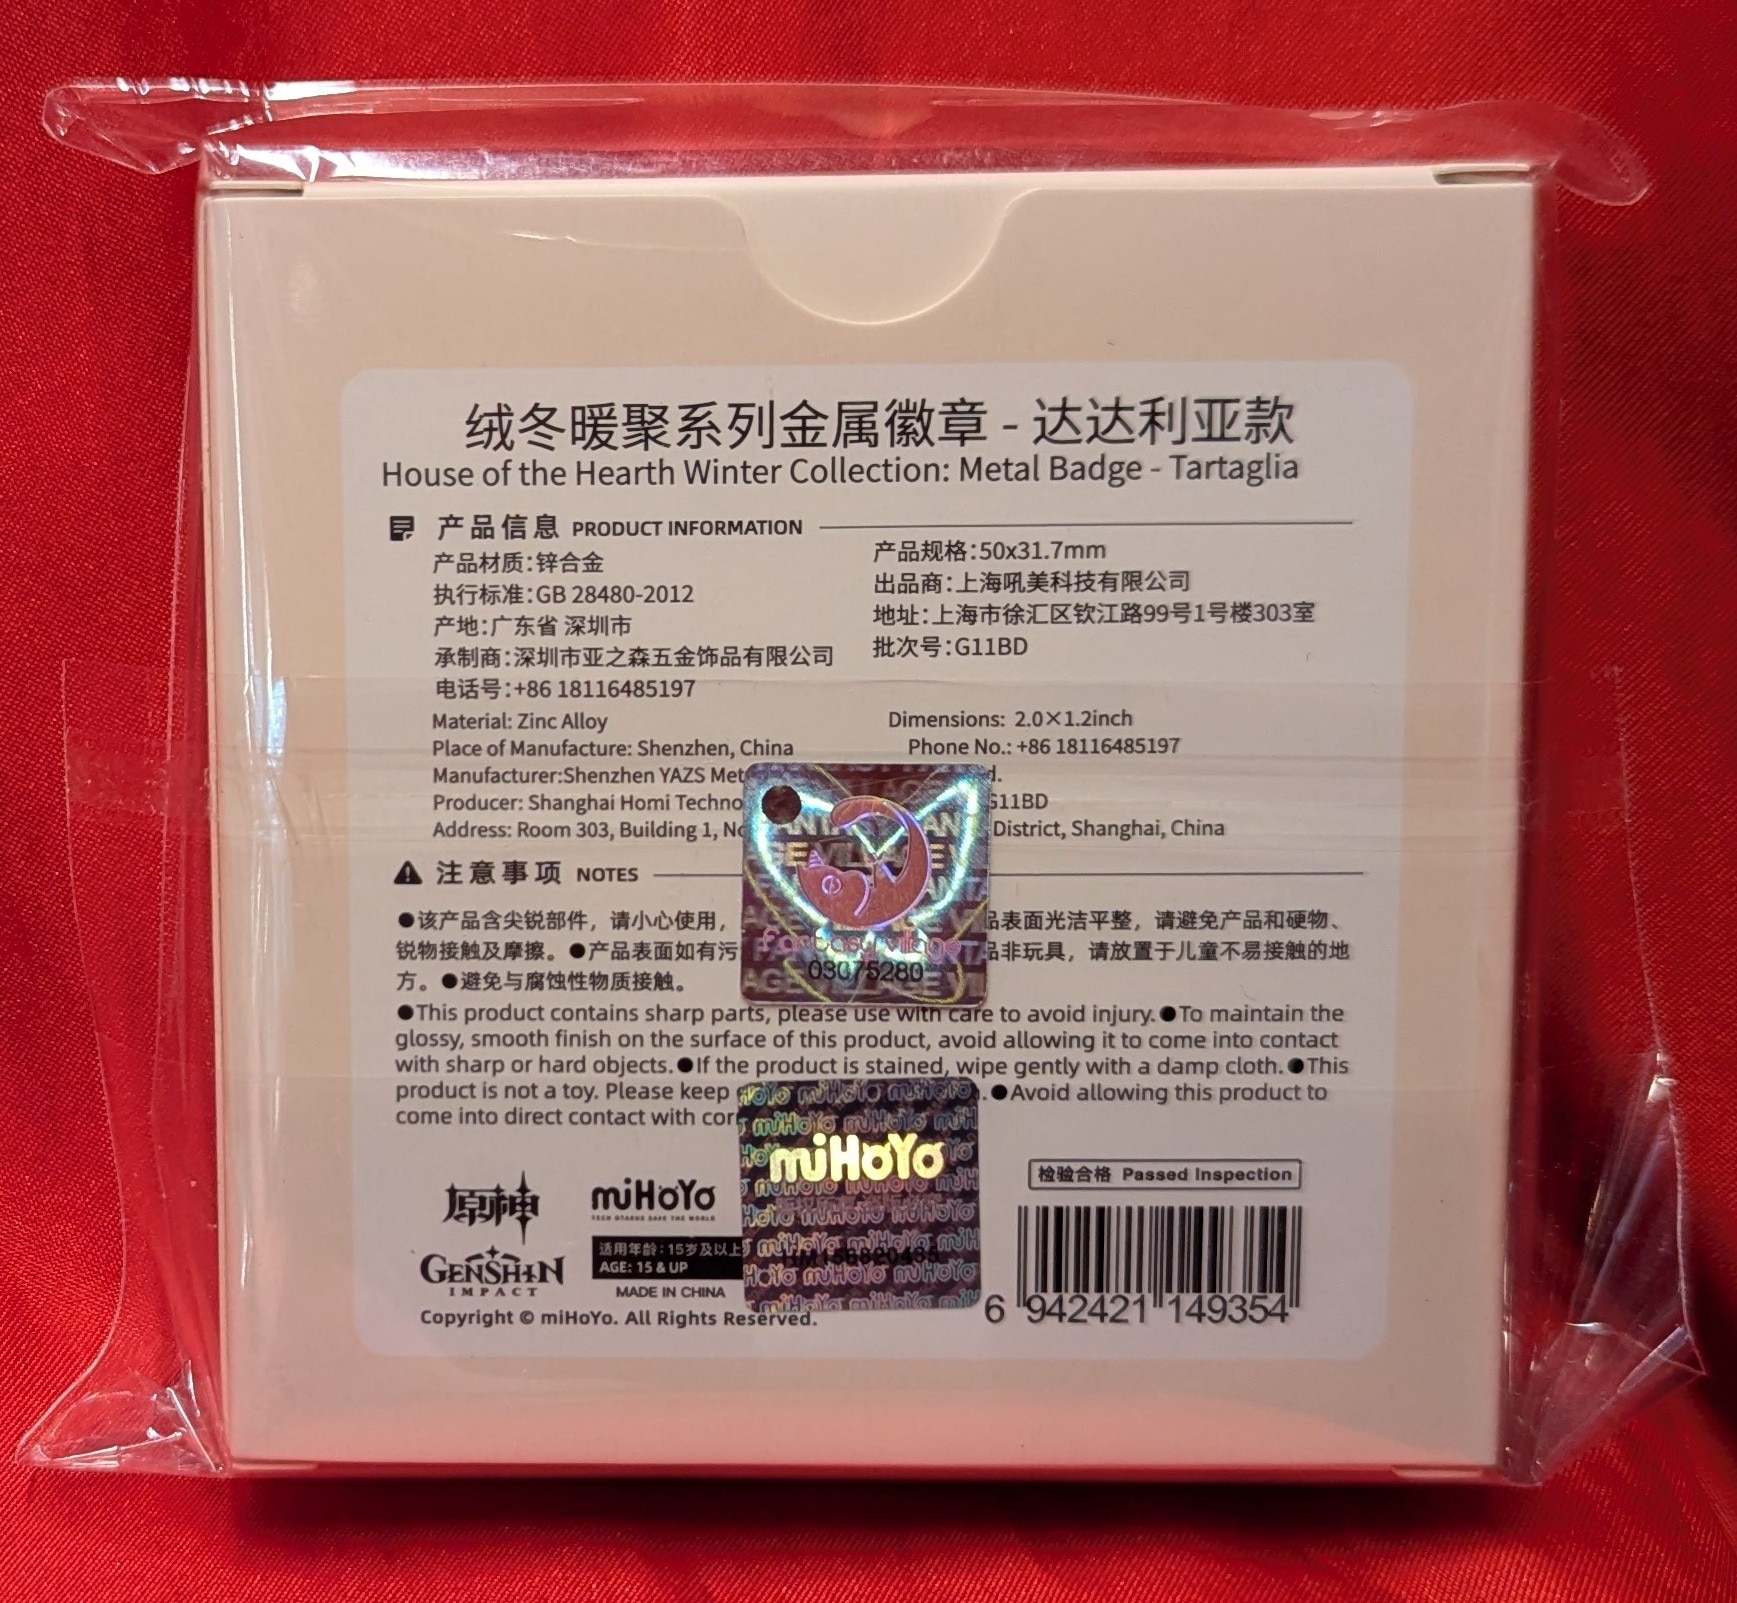 绒冬暖聚系列金属徽章 - 达达利亚款
House of the Hearth Winter Collection: Metal Badge - Tartaglia
产品信息 PRODUCT INFORMATION
产品材质:锌合金
执行标准:GB 28480-2012
产地:广东省 深圳市
承制商:深圳市亚之森五金饰品有限公司
电话号:+86 18116485197
产品规格:50x31.7mm
出品商:上海吼美科技有限公司
地址:上海市徐汇区钦江路99号1号楼303室
批次号:G11BD
Material: Zinc Alloy
Dimensions: 2.0×1.2inch
Place of Manufacture: Shenzhen, China
Phone No.: +86 18116485197
Manufacturer:Shenzhen YAZS
Producer: Shanghai Homi
G11BD
Address: Room 303, Building 1,
District, Shanghai, China
注意事项 NOTES
●该产品含尖锐部件，请小心使用，
品表面光洁平整，请避免产品和硬物、
锐物接触及摩擦。●产品表面如有污
品非玩具，请放置于儿童不易接触的地
方。●避免与腐蚀性物质接触。
●This product contains sharp parts, please use with care to avoid injury.●To maintain the
glossy, smooth finish on the surface of this product, avoid allowing it to come into contact
with sharp or hard objects.●If the product is stained, wipe gently with a damp cloth.●This
product is not a toy. Please keep
.●Avoid allowing this product to
come into direct contact with
fantasy village
03075280
miHoYo
原神
GENSHIN
IMPACT
miHoYo
TECH OTAKUS SAVE THE WORLD
适用年龄:15岁及以上
AGE: 15 & UP
MADE IN CHINA
Copyright © miHoYo. All Rights Reserved.
检验合格 Passed Inspection
6 942421 149354